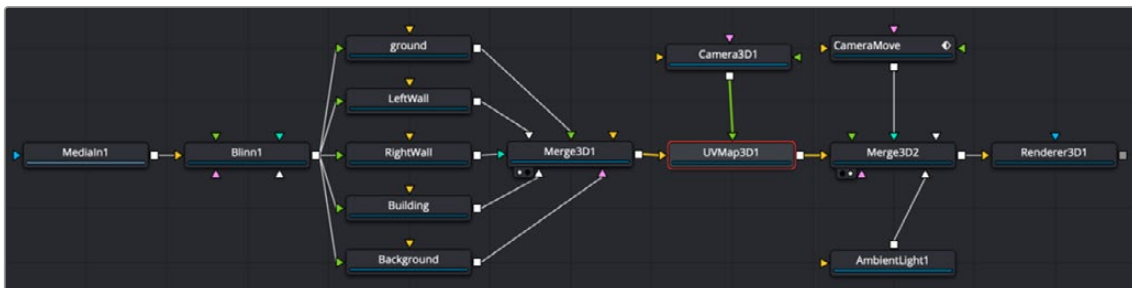 ground
Camera3D1
CameraMove
LeftWall
MediaIn1
Blinn1
RightWall
Merge3D1
UVMap3D1
Merge3D2
Renderer3D1
Building
Background
AmbientLight1